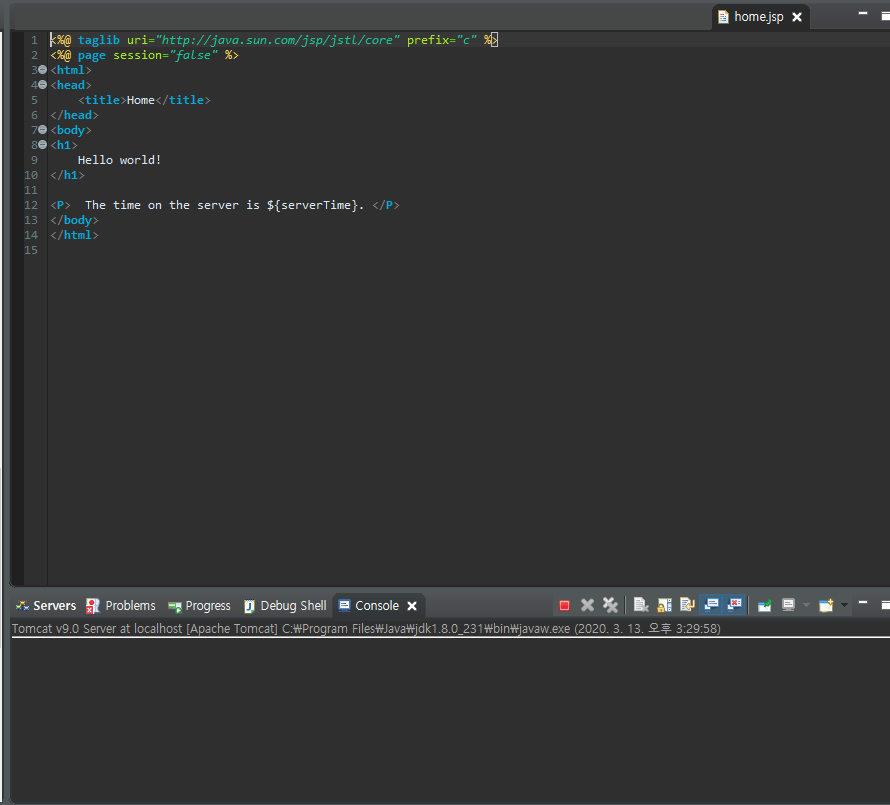 home.jsp
1 <%@ taglib uri="http://java.sun.com/jsp/jstl/core" prefix="c" %>
2 <%@ page session="false" %>
3 <html>
4 <head>
5     <title>Home</title>
6 </head>
7 <body>
8 <h1>
9     Hello world!
10 </h1>
11
12 <P>  The time on the server is ${serverTime}. </P>
13 </body>
14 </html>
15
Servers Problems Progress Debug Shell Console
Tomcat v9.0 Server at localhost [Apache Tomcat] C:₩Program Files₩Java₩jdk1.8.0_231₩bin₩javaw.exe (2020. 3. 13. 오후 3:29:58)